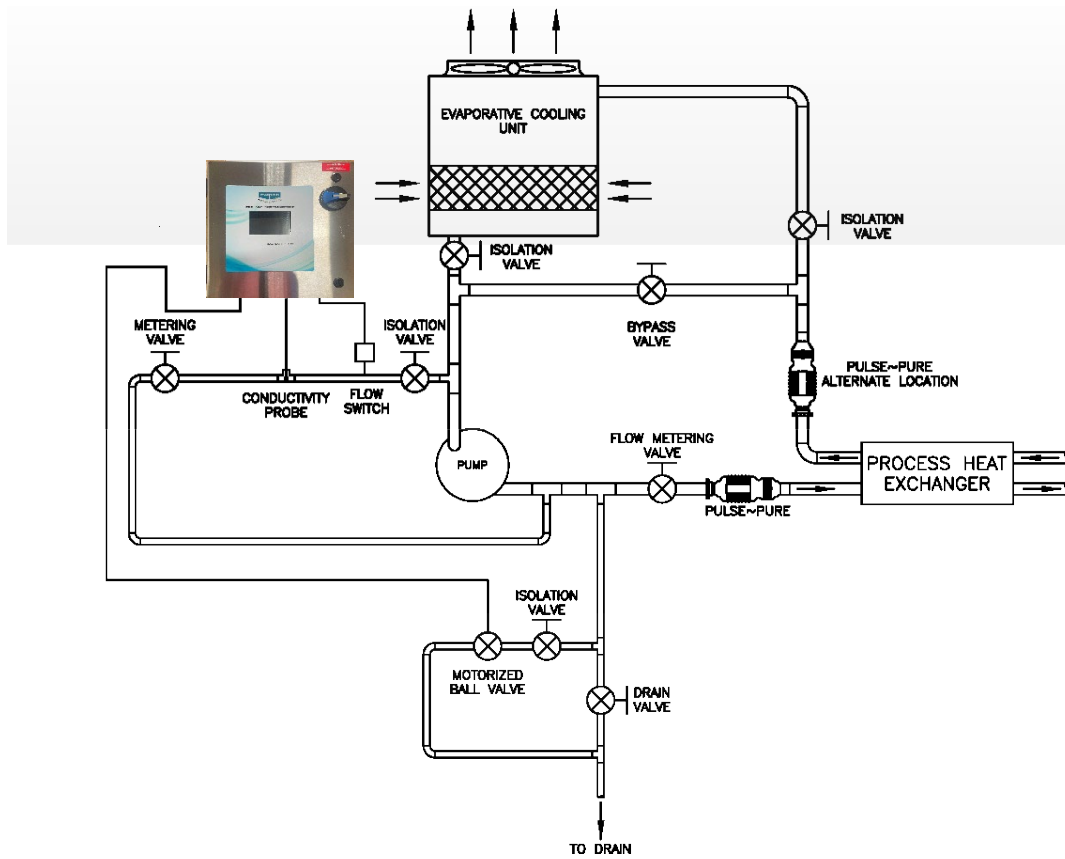 EVAPORATIVE COOLING
UNIT
ISOLATION
VALVE
ISOLATION
VALVE
METERING
VALVE
ISOLATION
VALVE
BYPASS
VALVE
CONDUCTIVITY
PROBE
FLOW
SWITCH
PULSE~PURE
ALTERNATE LOCATION
PUMP
FLOW METERING
VALVE
PROCESS HEAT
EXCHANGER
PULSE~PURE
ISOLATION
VALVE
MOTORIZED
BALL VALVE
DRAIN
VALVE
TO DRAIN